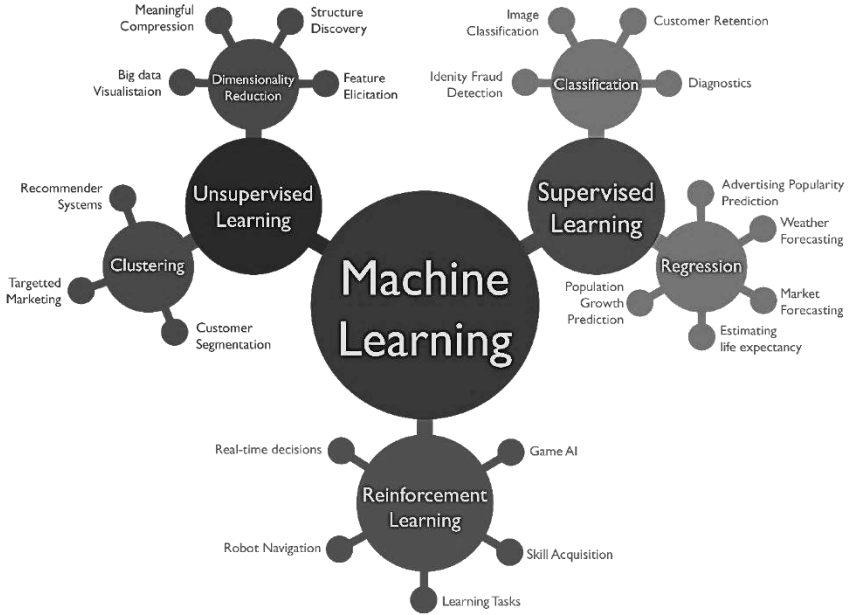 Meaningful
Compression
Structure
Discovery
Big data
Visualistaion
Dimensionality
Reduction
Feature
Elicitation
Image
Classification
Customer Retention
Idenity Fraud
Detection
Classification
Diagnostics
Unsupervised
Learning
Supervised
Learning
Recommender
Systems
Clustering
Targetted
Marketing
Customer
Segmentation
Machine
Learning
Advertising Popularity
Prediction
Weather
Forecasting
Regression
Population
Growth
Prediction
Market
Forecasting
Estimating
life expectancy
Real-time decisions
Game AI
Reinforcement
Learning
Robot Navigation
Skill Acquisition
Learning Tasks